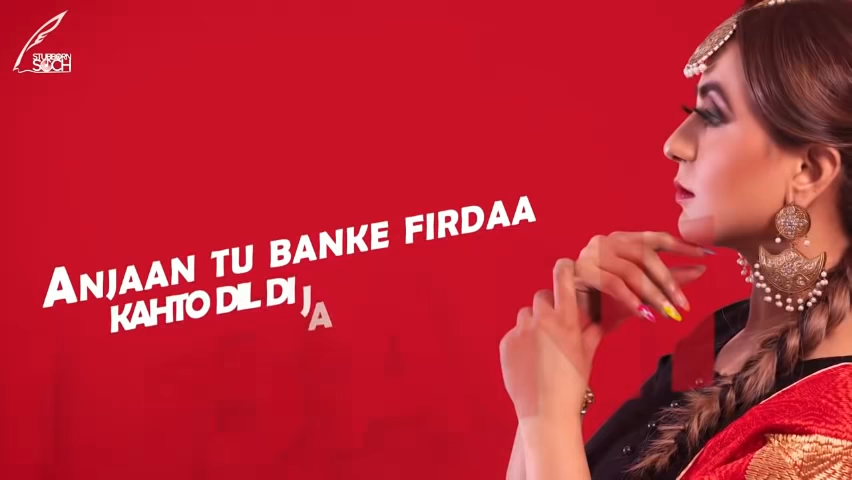 STUBBORN
SOCH
ANJAAN TU BANKE FIRDAA
KAHTO DIL DI JA